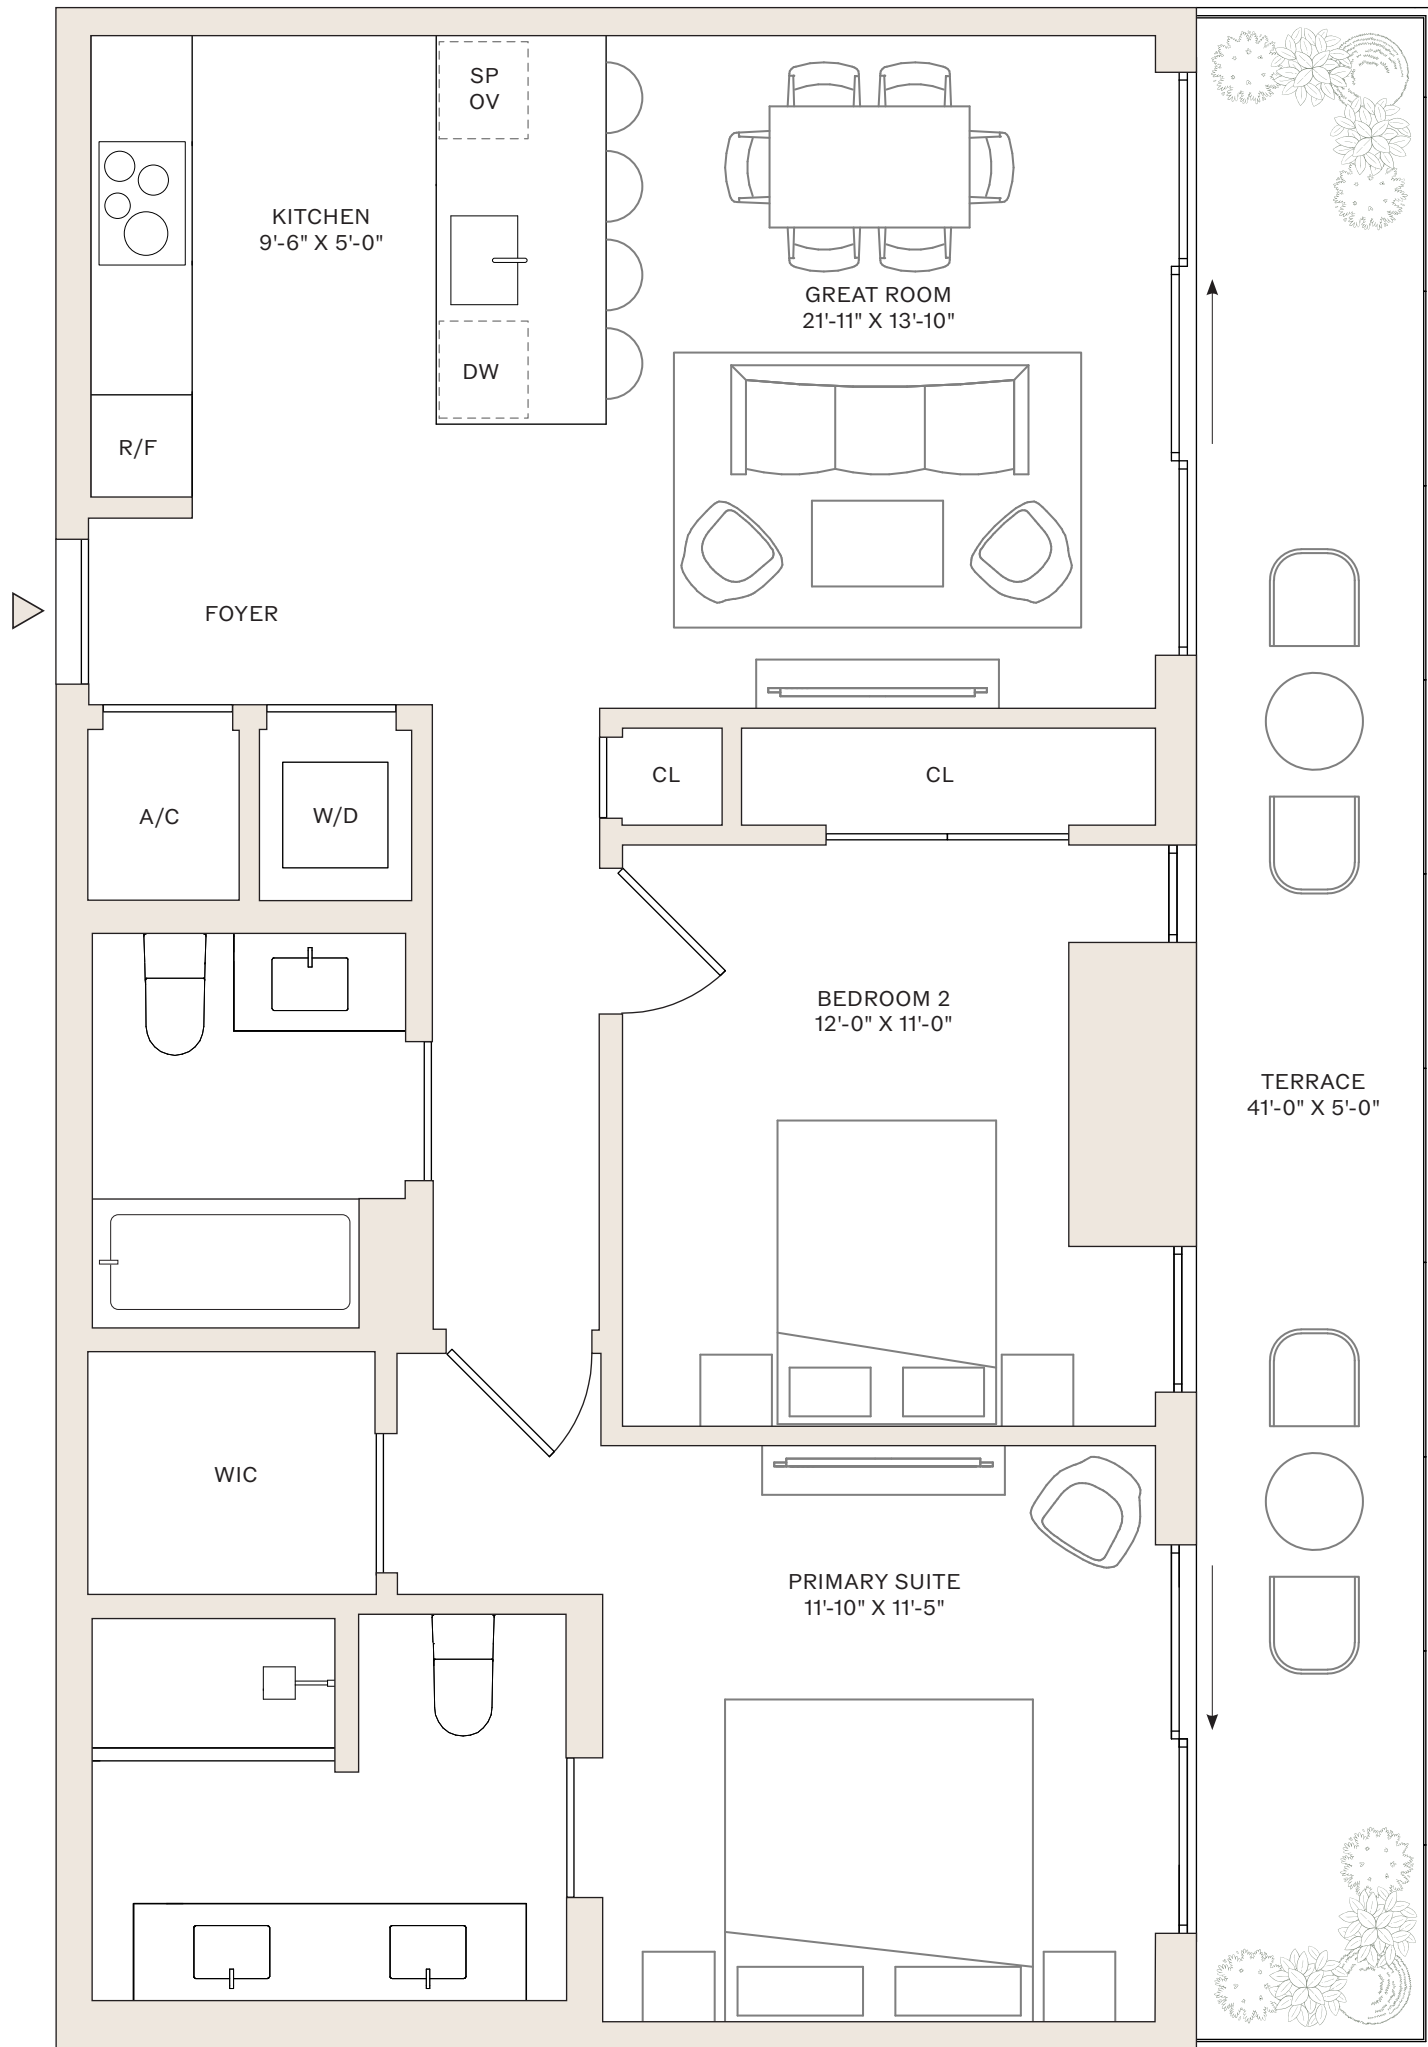 SP
OV
KITCHEN
9'-6" X 5'-0"
GREAT ROOM
21'-11" X 13'-10"
DW
R/F
FOYER
CL
CL
A/C
W/D
BEDROOM 2
12'-0" X 11'-0"
TERRACE
41'-0" X 5'-0"
WIC
PRIMARY SUITE
11'-10" X 11'-5"